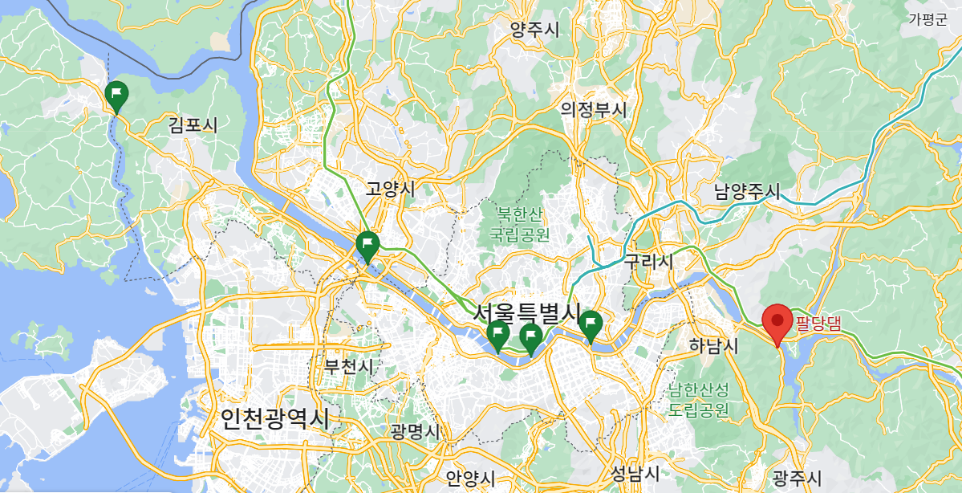 가평군
양주시
의정부시
김포시
고양시
남양주시
북한산
국립공원
구리시
서울특별시
팔당댐
하남시
부천시
남한산성
도립공원
인천광역시
광명시
안양시
성남시
광주시